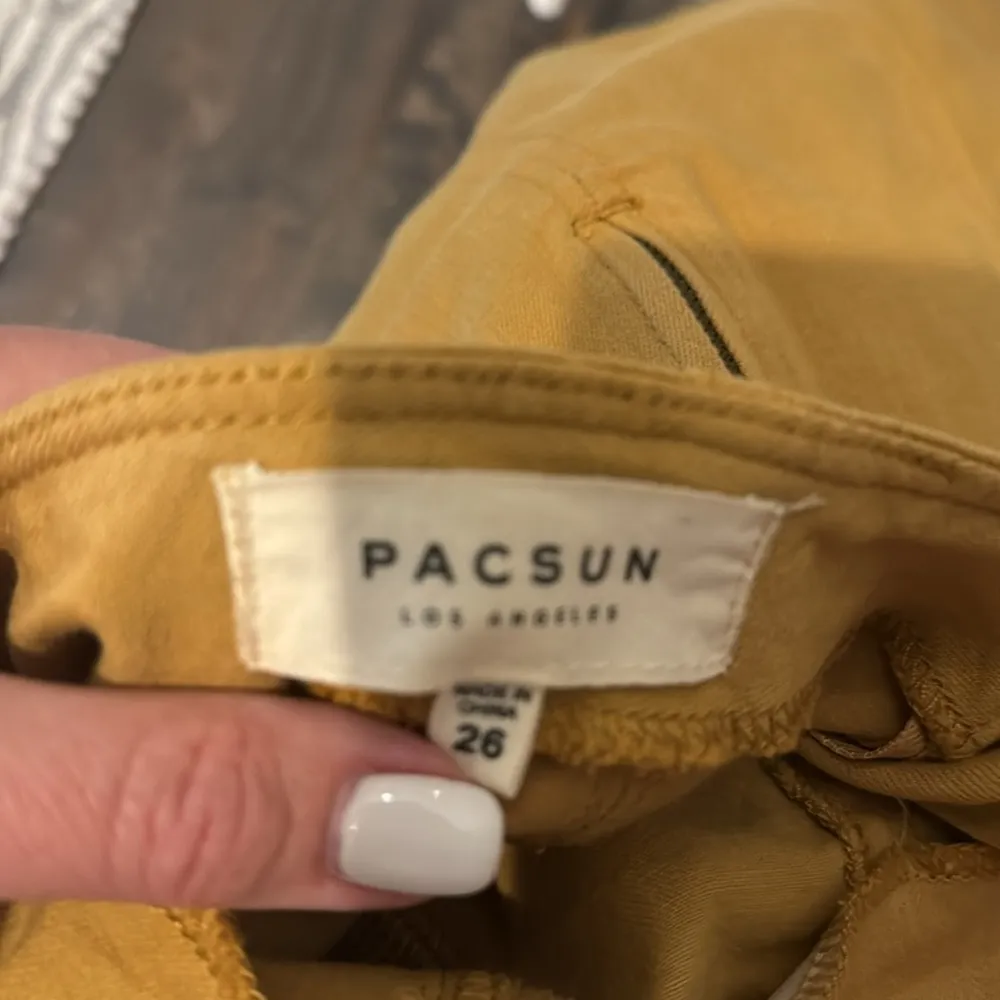 PACSUN
LOS ANGELES
MADE IN
CHINA
26